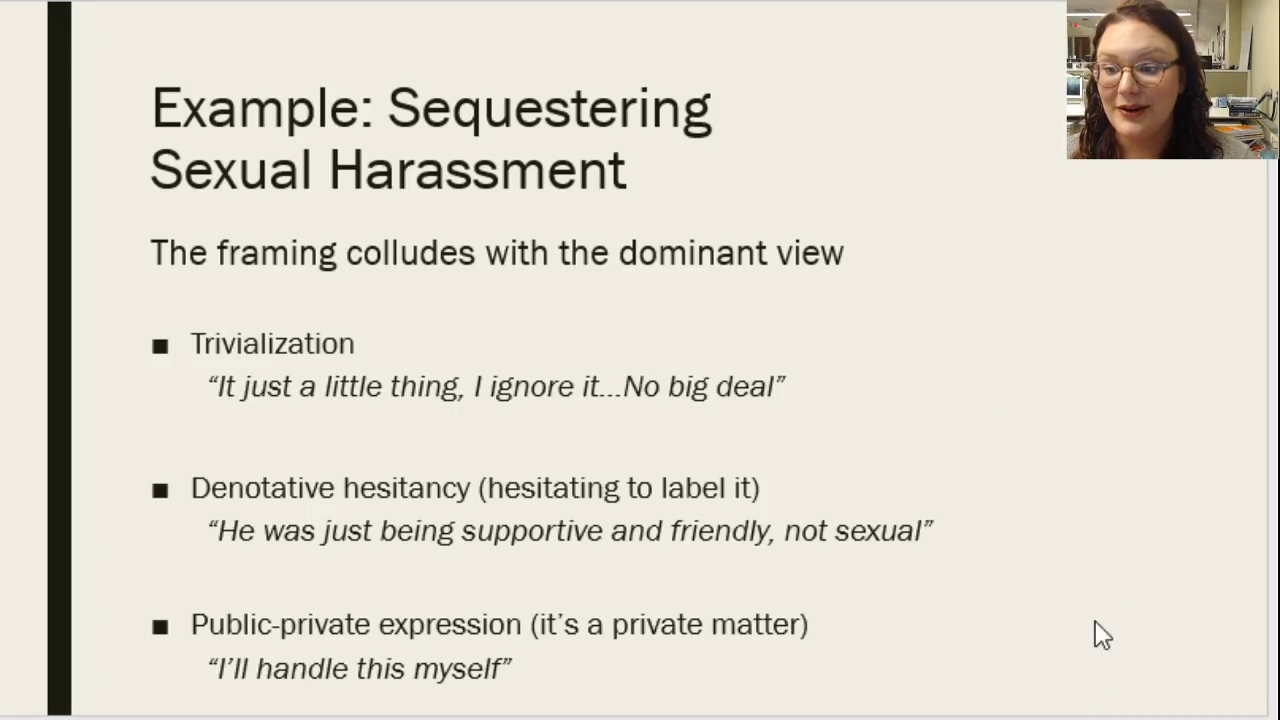 Example: Sequestering
Sexual Harassment
The framing colludes with the dominant view
■ Trivialization
“It just a little thing, I ignore it...No big deal”
■ Denotative hesitancy (hesitating to label it)
“He was just being supportive and friendly, not sexual”
■ Public-private expression (it’s a private matter)
“I’ll handle this myself”